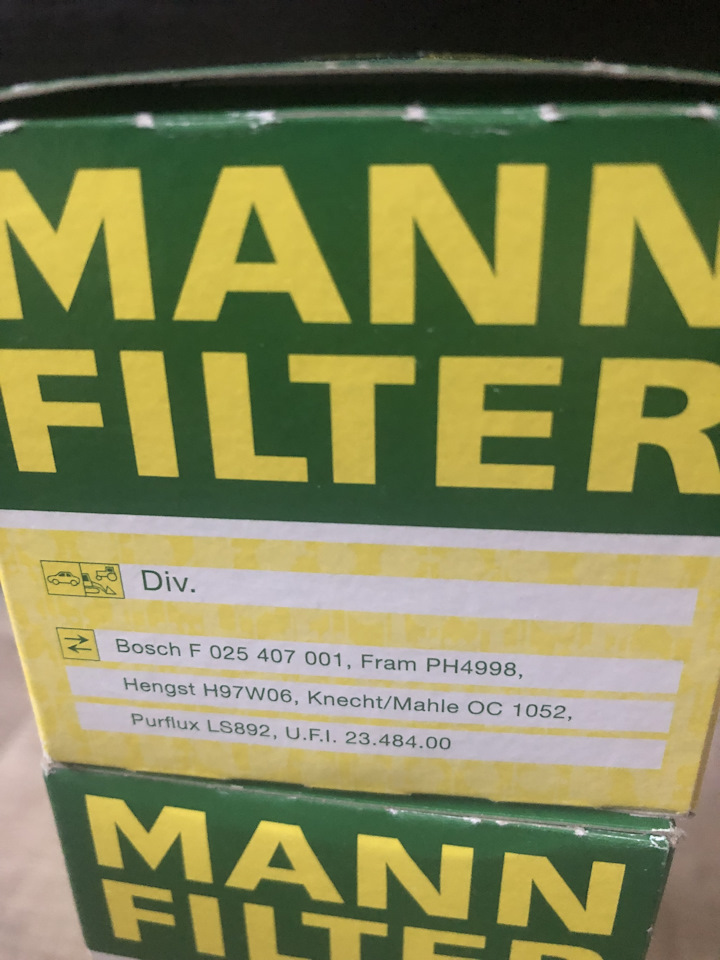 MANN
FILTER
Div.
Bosch F 025 407 001, Fram PH4998,
Hengst H97W06, Knecht/Mahle OC 1052,
Purflux LS892, U.F.I. 23.484.00
MANN
FILTER